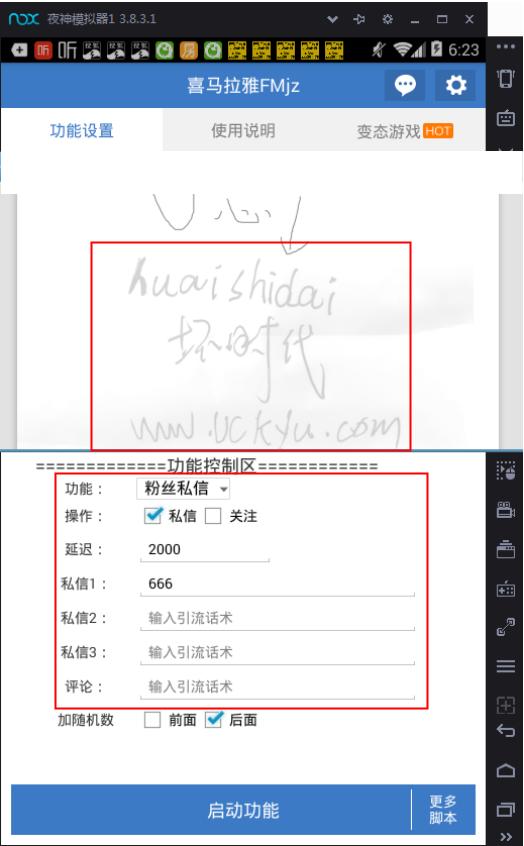 nox 夜神模拟器1 3.8.3.1
听 听 6:23
喜马拉雅FMjz
功能设置 使用说明 变态游戏 HOT
huaishidai
坏时代
www.uckyu.com
=============功能控制区============
功能： 粉丝私信
操作： 私信 关注
延迟： 2000
私信1： 666
私信2： 输入引流话术
私信3： 输入引流话术
评论： 输入引流话术
加随机数 前面 后面
启动功能 更多
脚本